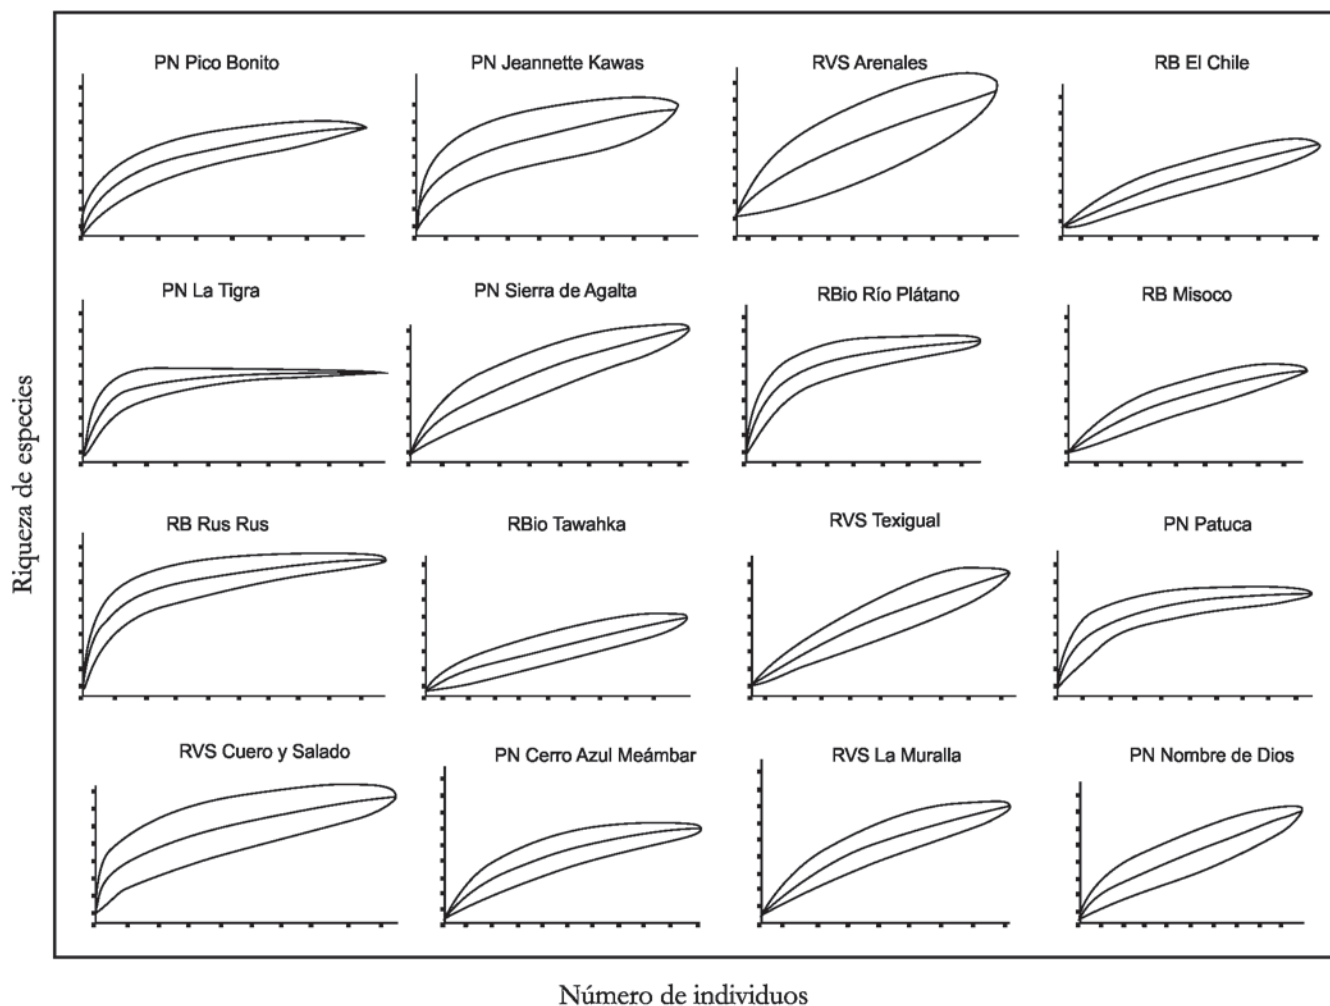 PN Pico Bonito
PN Jeannette Kawas
RVS Arenales
RB El Chile
PN La Tigra
PN Sierra de Agalta
RBio Río Plátano
RB Misoco
RB Rus Rus
RBio Tawahka
RVS Texigual
PN Patuca
RVS Cuero y Salado
PN Cerro Azul Meámbar
RVS La Muralla
PN Nombre de Dios
Riqueza de especies
Número de individuos